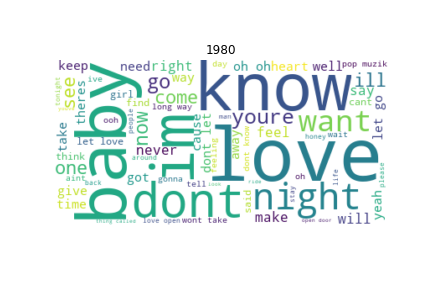 1980
keep need right day oh oh heart well pop muzik
tonight see ive go way know ill
theres girl come find long way cant say
baby im youre want let go
take let love ooh now people never cause dont let man away feel feeling love dont know honey wait
think one aint back got around gonna tell look ride oh stay life yeah please
give time dont said night will
thing called love open wont take make open door